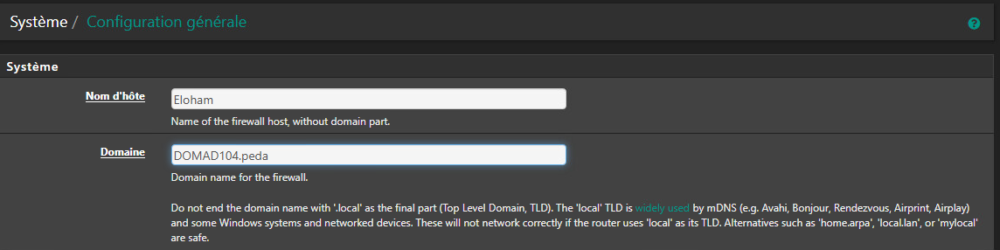 Système / Configuration générale
Système
Nom d'hôte
Eloham
Name of the firewall host, without domain part.
Domaine
DOMAD104.peda
Domain name for the firewall.
Do not end the domain name with '.local' as the final part (Top Level Domain, TLD). The 'local' TLD is widely used by mDNS (e.g. Avahi, Bonjour, Rendezvous, Airprint, Airplay)
and some Windows systems and networked devices. These will not network correctly if the router uses 'local' as its TLD. Alternatives such as 'home.arpa', 'local.lan', or 'mylocal'
are safe.